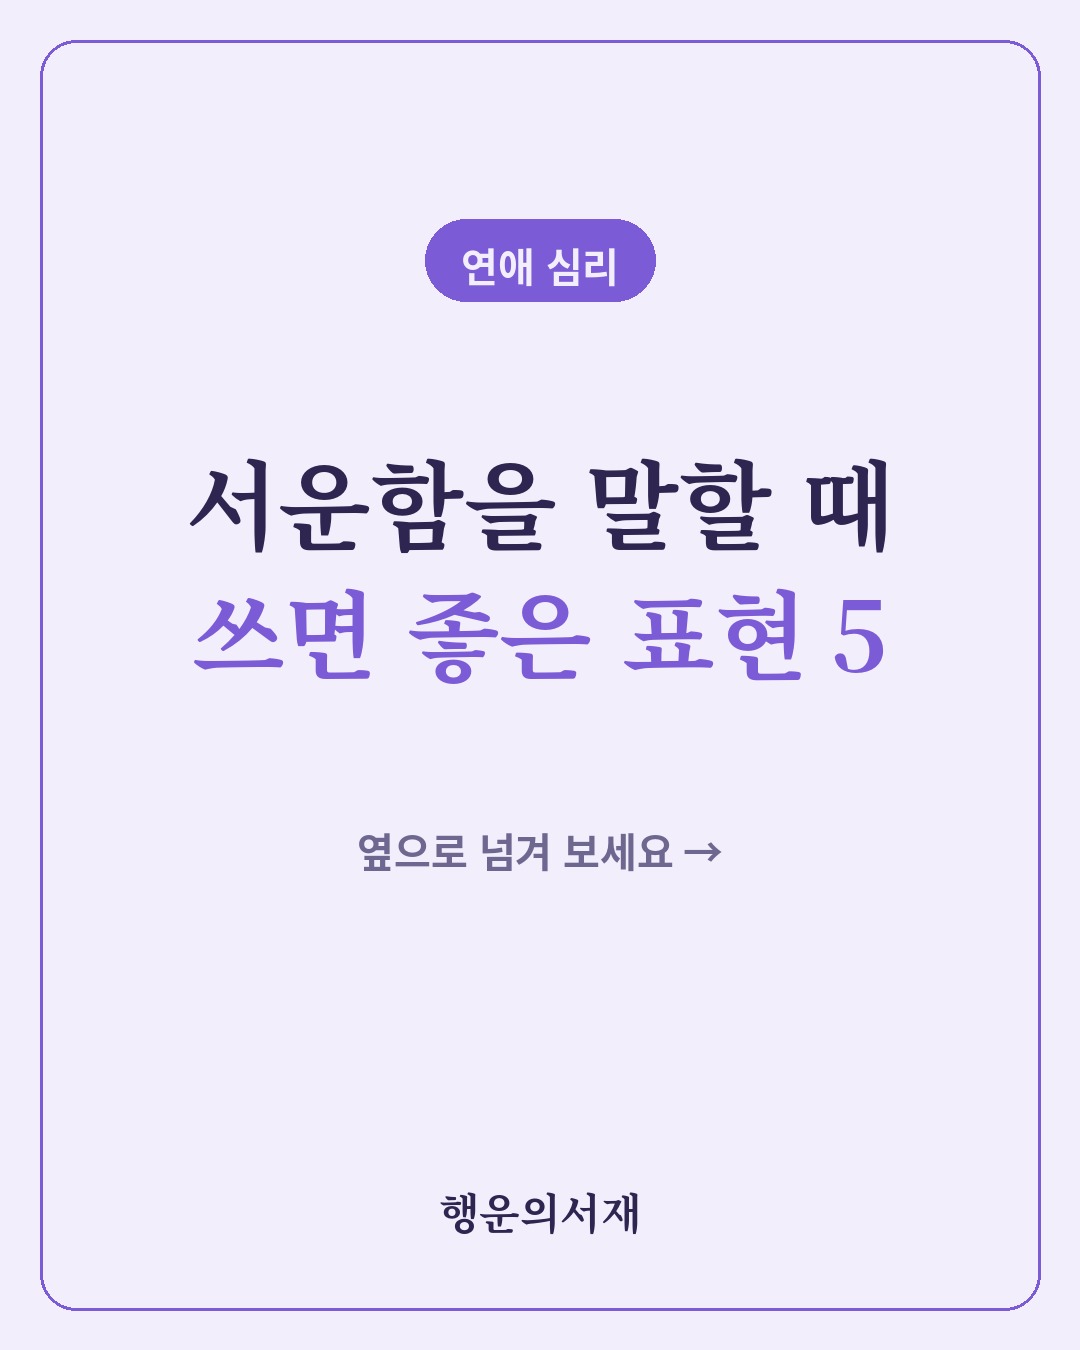 연애 심리
서운함을 말할 때
쓰면 좋은 표현 5
옆으로 넘겨 보세요 →
행운의서재